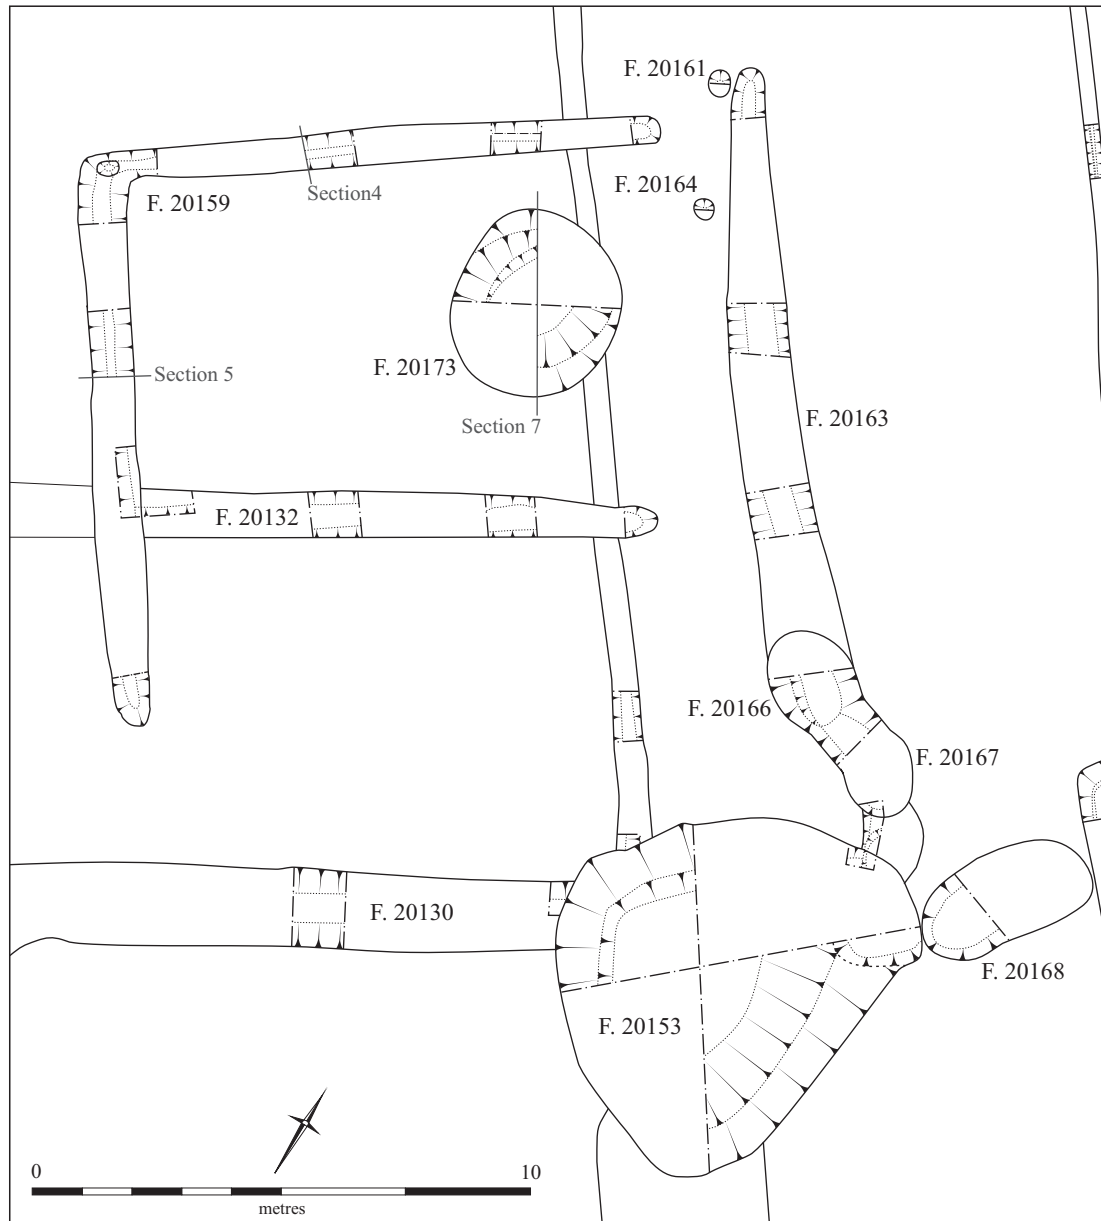 F. 20161
F. 20164
Section4
F. 20159
F. 20173
Section 5
Section 7
F. 20163
F. 20132
F. 20166
F. 20167
F. 20130
F. 20168
F. 20153
0 10
metres